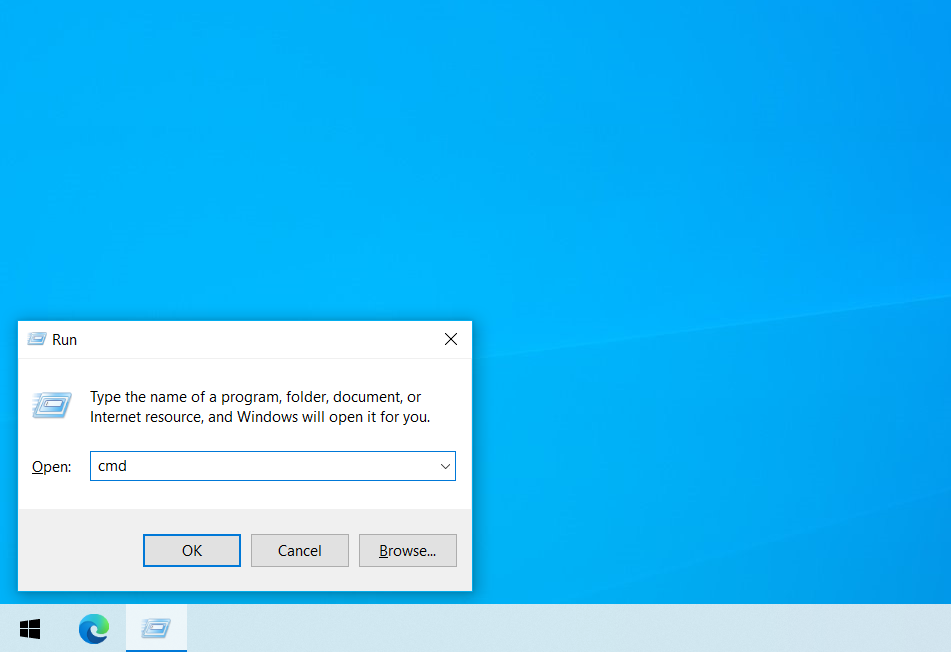 Run
Type the name of a program, folder, document, or
Internet resource, and Windows will open it for you.
Open: cmd
OK Cancel Browse...